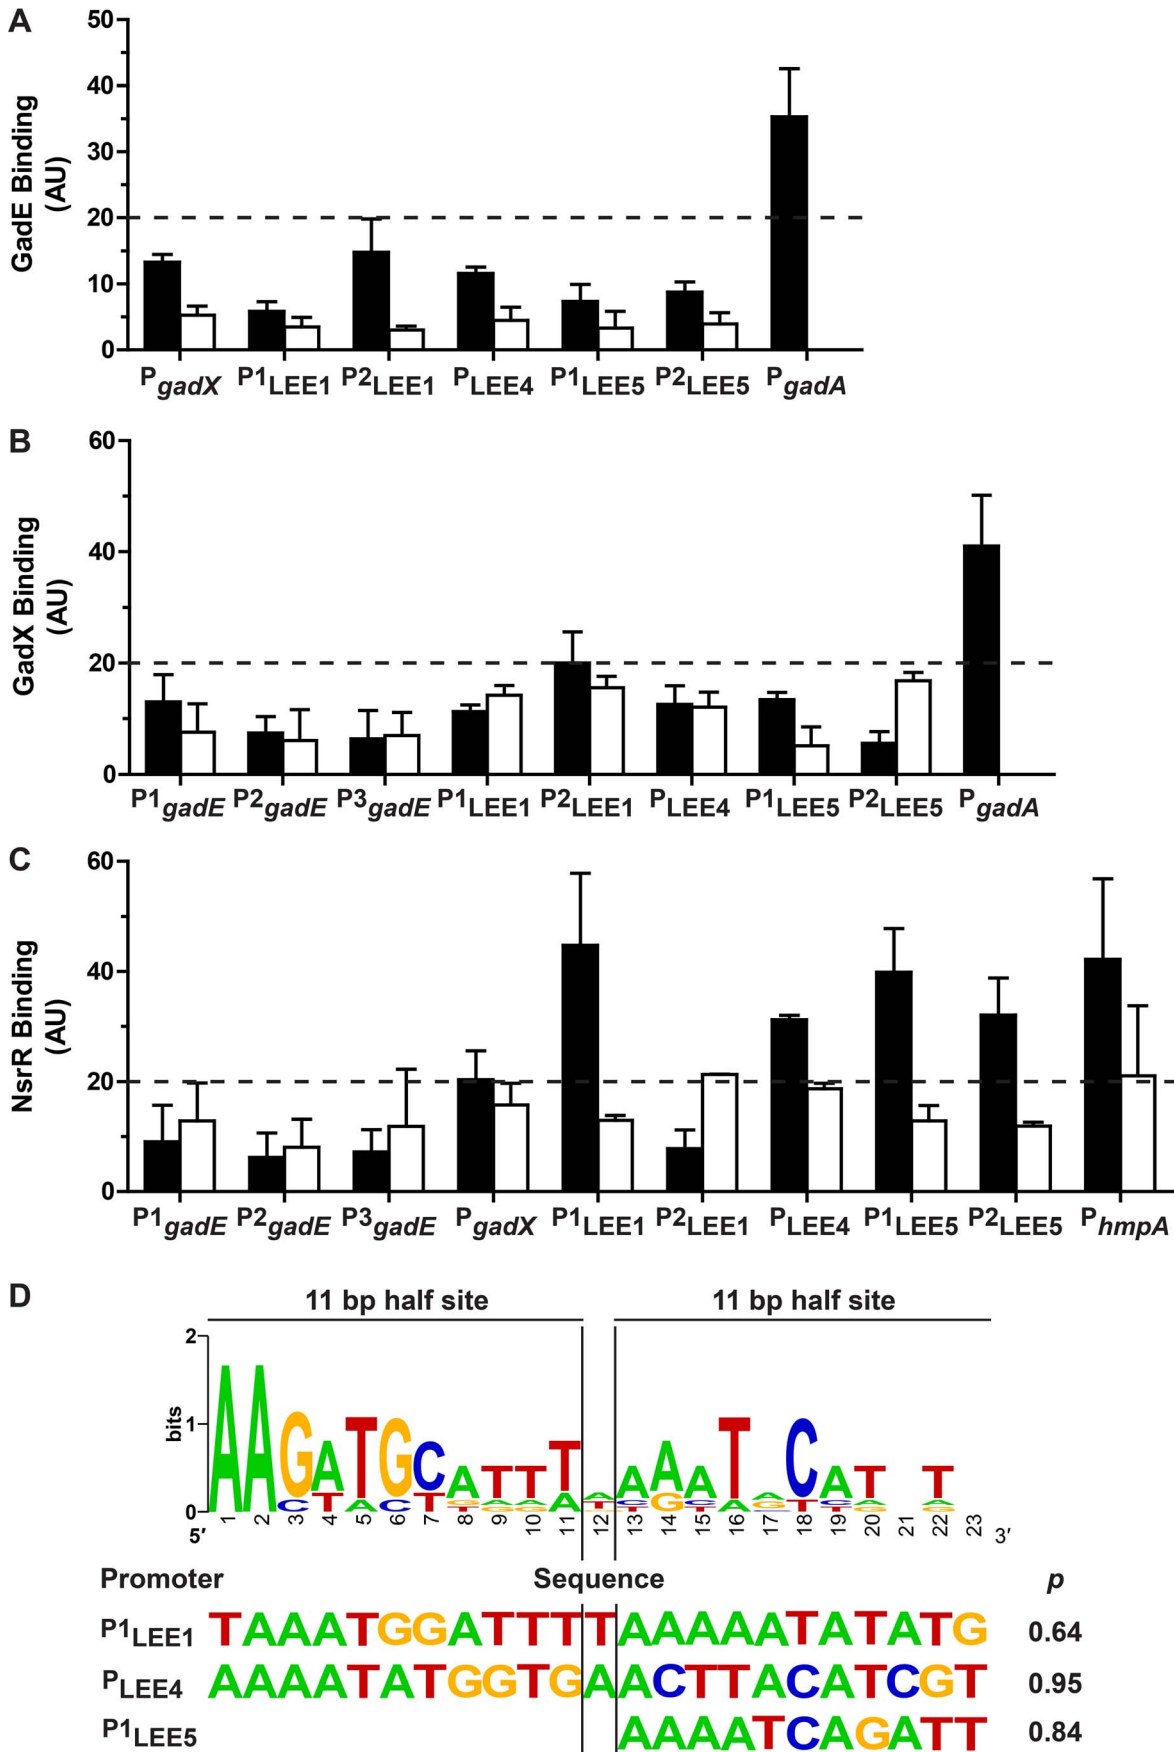 A
GadE Binding
(AU)
50
40
30
20
10
0
PgadX P1LEE1 P2LEE1 PLEE4 P1LEE5 P2LEE5 PgadA
B
GadX Binding
(AU)
60
40
20
0
P1gadE P2gadE P3gadE P1LEE1 P2LEE1 PLEE4 P1LEE5 P2LEE5 PgadA
C
NsrR Binding
(AU)
60
40
20
0
P1gadE P2gadE P3gadE PgadX P1LEE1 P2LEE1 PLEE4 P1LEE5 P2LEE5 PhmpA
D
11 bp half site 11 bp half site
bits
2
1
0
5′ 1 2 3 4 5 6 7 8 9 10 11 12 13 14 15 16 17 18 19 20 21 22 23 3′
Promoter Sequence p
P1LEE1 TAAATGGATTTTAAAAATATATG 0.64
PLEE4 AAAATATGGTGAACTTACATCGT 0.95
P1LEE5 AAAATCAGATT 0.84